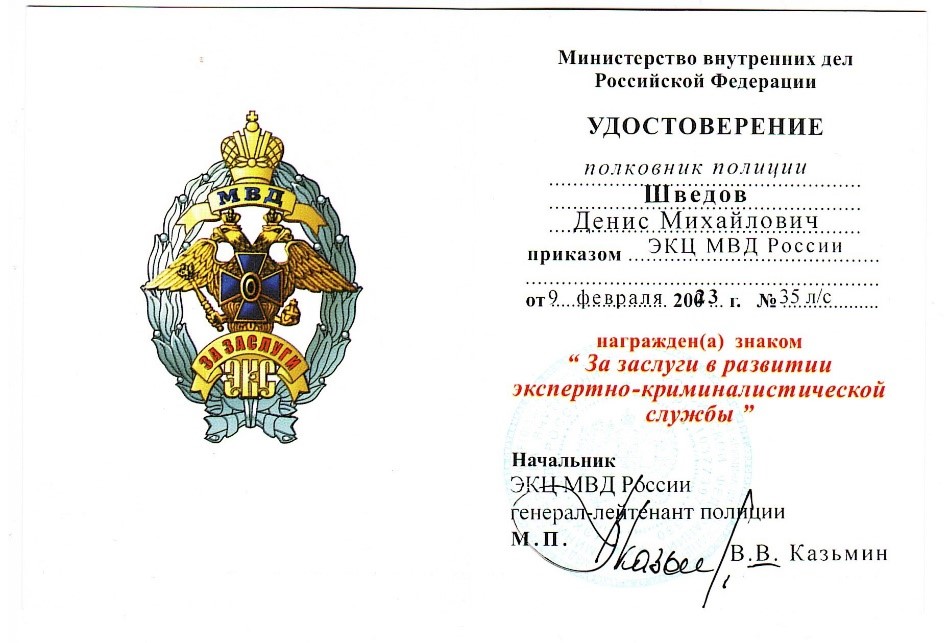 МВД
ЗА ЗАСЛУГИ
ЭКС
Министерство внутренних дел
Российской Федерации
УДОСТОВЕРЕНИЕ
полковник полиции
Шведов
Денис Михайлович
приказом ЭКЦ МВД России
от 9 февраля 2023 г. № 35 л/с
награжден(а) знаком
“ За заслуги в развитии
экспертно-криминалистической
службы ”
Начальник
ЭКЦ МВД России
генерал-лейтенант полиции
М.П.
В.В. Казьмин